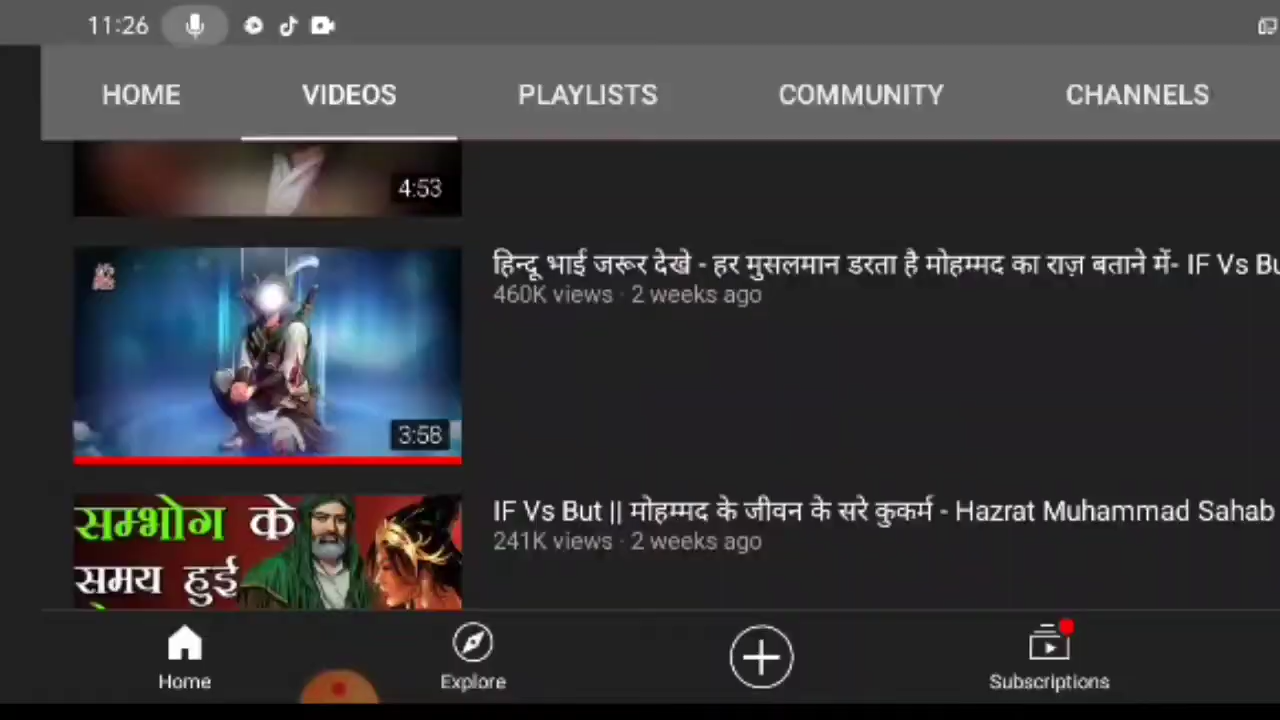 11:26
HOME VIDEOS PLAYLISTS COMMUNITY CHANNELS
4:53
हिन्दू भाई जरूर देखे - हर मुसलमान डरता है मोहम्मद का राज़ बताने में- IF Vs Bu
460K views · 2 weeks ago
3:58
IF Vs But || मोहम्मद के जीवन के सरे कुकर्म - Hazrat Muhammad Sahab
241K views · 2 weeks ago
सम्भोग के
समय हुई
Home Explore Subscriptions